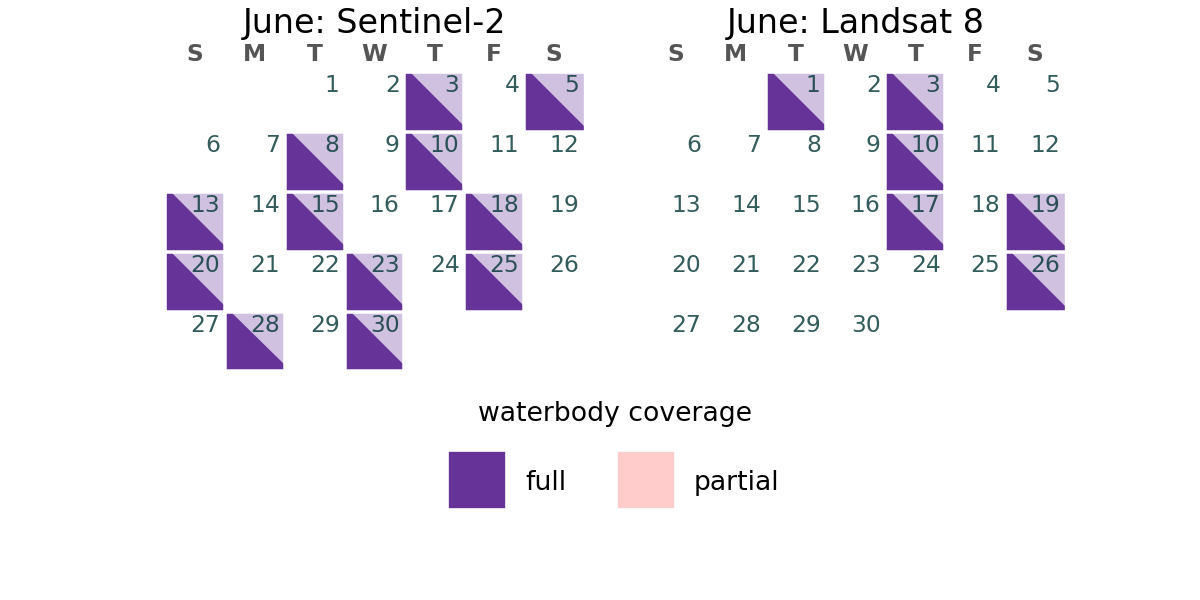 June: Sentinel-2
S M T W T F S
1 2 3 4 5
6 7 8 9 10 11 12
13 14 15 16 17 18 19
20 21 22 23 24 25 26
27 28 29 30
June: Landsat 8
S M T W T F S
1 2 3 4 5
6 7 8 9 10 11 12
13 14 15 16 17 18 19
20 21 22 23 24 25 26
27 28 29 30
waterbody coverage
full partial